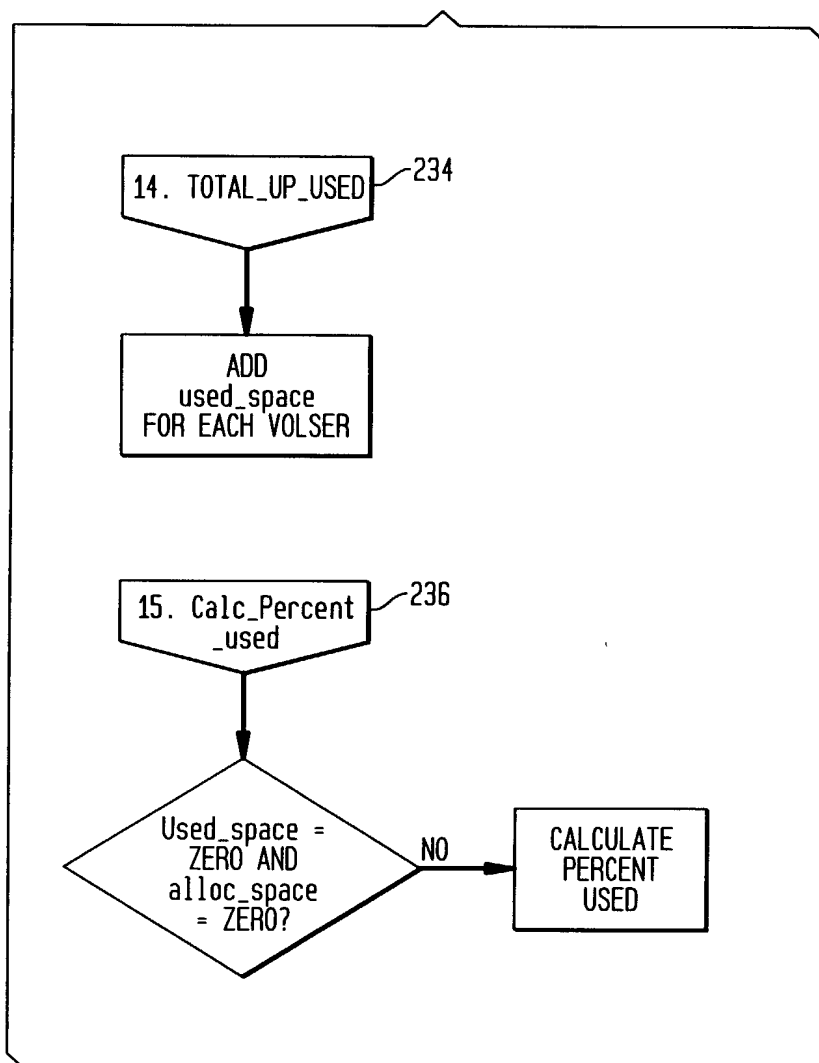 14. TOTAL_UP_USED
234
ADD
used_space
FOR EACH VOLSER
15. Calc_Percent
_used
236
Used_space =
ZERO AND
alloc_space
= ZERO?
NO
CALCULATE
PERCENT
USED